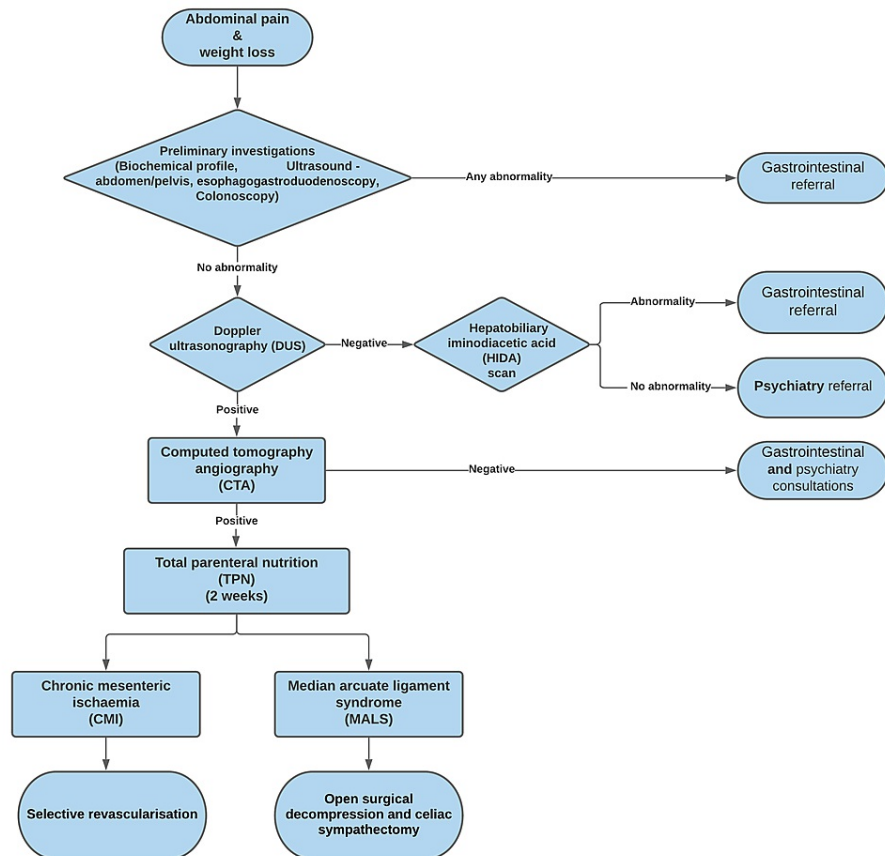 Abdominal pain
&
weight loss
Preliminary investigations
(Biochemical profile, Ultrasound -
abdomen/pelvis, esophagogastroduodenoscopy,
Colonoscopy)
Any abnormality
Gastrointestinal
referral
No abnormality
Doppler
ultrasonography (DUS)
Negative
Hepatobiliary
iminodiacetic acid
(HIDA)
scan
Abnormality
Gastrointestinal
referral
No abnormality
Psychiatry referral
Positive
Computed tomography
angiography
(CTA)
Negative
Gastrointestinal
and psychiatry
consultations
Positive
Total parenteral nutrition
(TPN)
(2 weeks)
Chronic mesenteric
ischaemia
(CMI)
Median arcuate ligament
syndrome
(MALS)
Selective revascularisation
Open surgical
decompression and celiac
sympathectomy